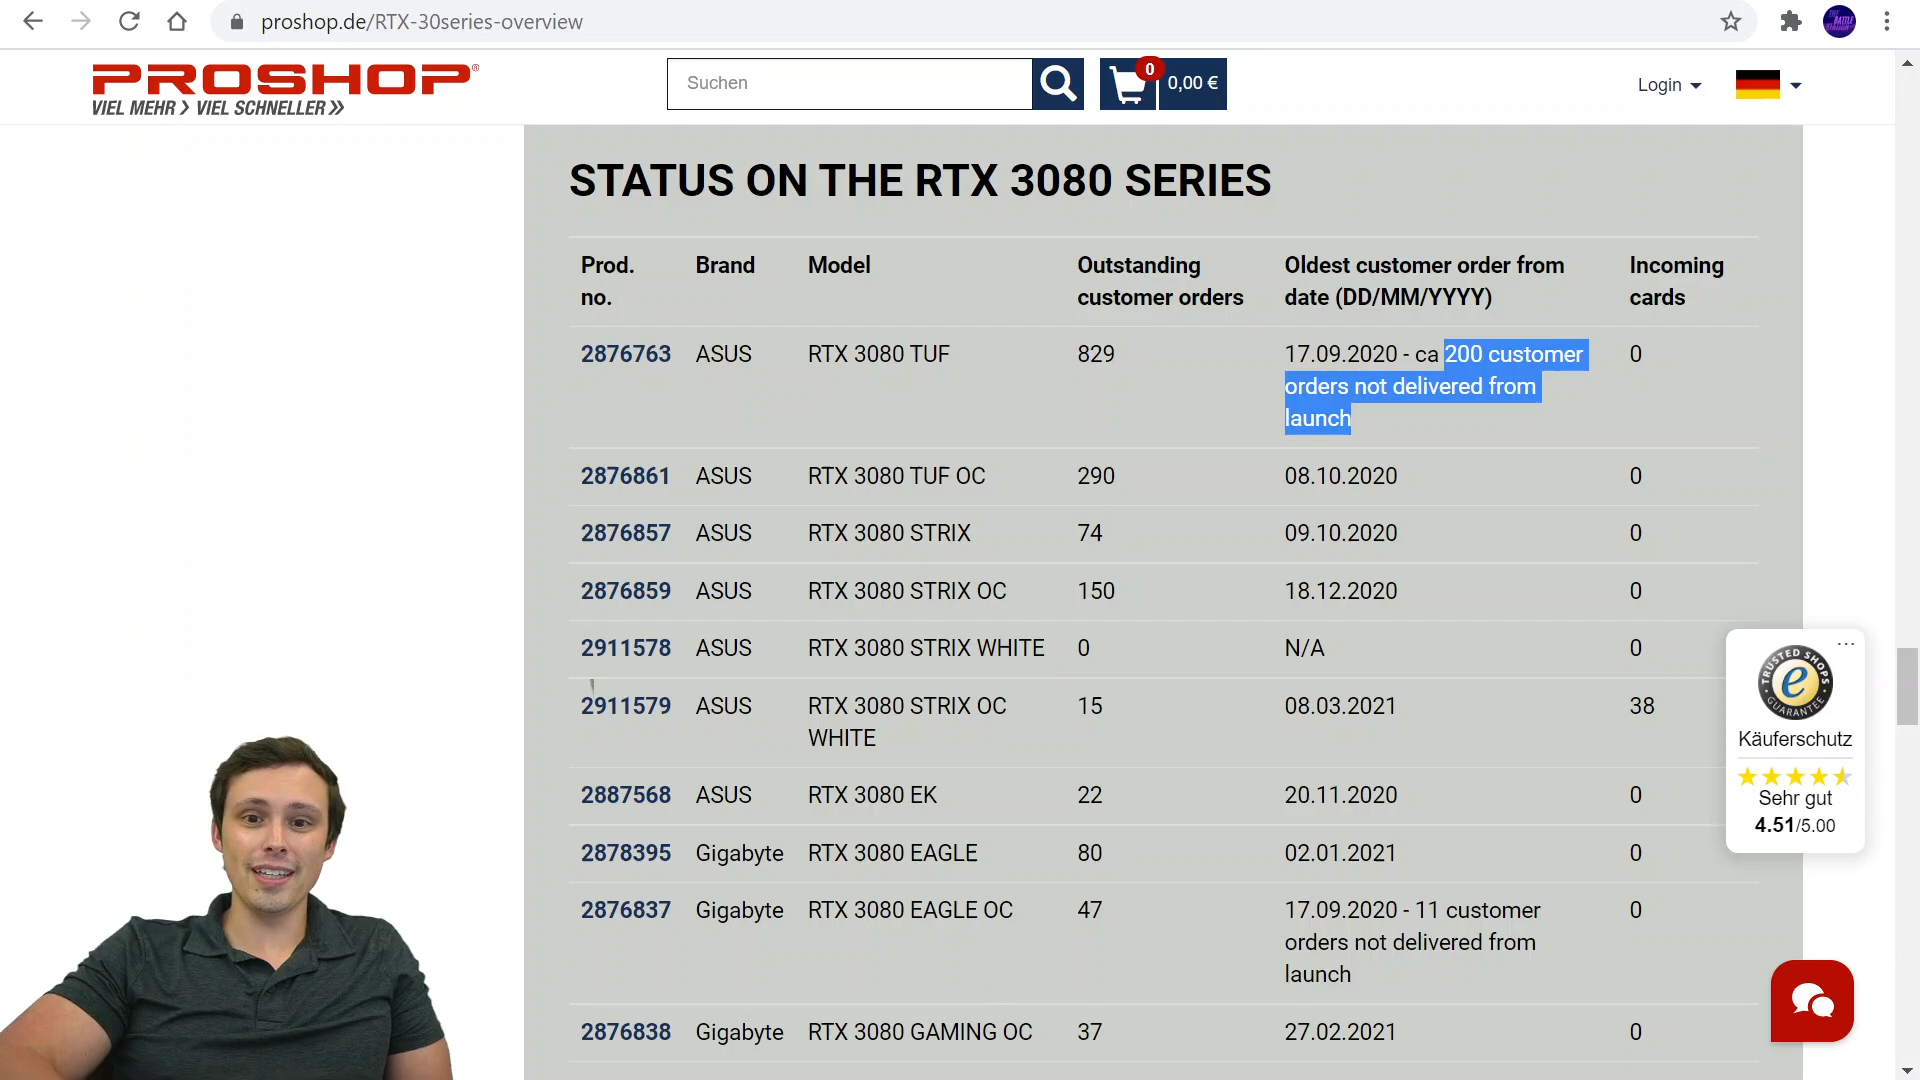 proshop.de/RTX-30series-overview
PROSHOP®
VIEL MEHR > VIEL SCHNELLER >>
Suchen
0
0,00 €
Login
STATUS ON THE RTX 3080 SERIES
Prod. no. Brand Model Outstanding customer orders Oldest customer order from date (DD/MM/YYYY) Incoming cards
2876763 ASUS RTX 3080 TUF 829 17.09.2020 - ca 200 customer 0
orders not delivered from
launch
2876861 ASUS RTX 3080 TUF OC 290 08.10.2020 0
2876857 ASUS RTX 3080 STRIX 74 09.10.2020 0
2876859 ASUS RTX 3080 STRIX OC 150 18.12.2020 0
2911578 ASUS RTX 3080 STRIX WHITE 0 N/A 0
2911579 ASUS RTX 3080 STRIX OC 15 08.03.2021 38
WHITE
2887568 ASUS RTX 3080 EK 22 20.11.2020 0
2878395 Gigabyte RTX 3080 EAGLE 80 02.01.2021 0
2876837 Gigabyte RTX 3080 EAGLE OC 47 17.09.2020 - 11 customer 0
orders not delivered from
launch
2876838 Gigabyte RTX 3080 GAMING OC 37 27.02.2021 0
TRUSTED SHOPS
e
GUARANTEE
Käuferschutz
Sehr gut
4.51/5.00